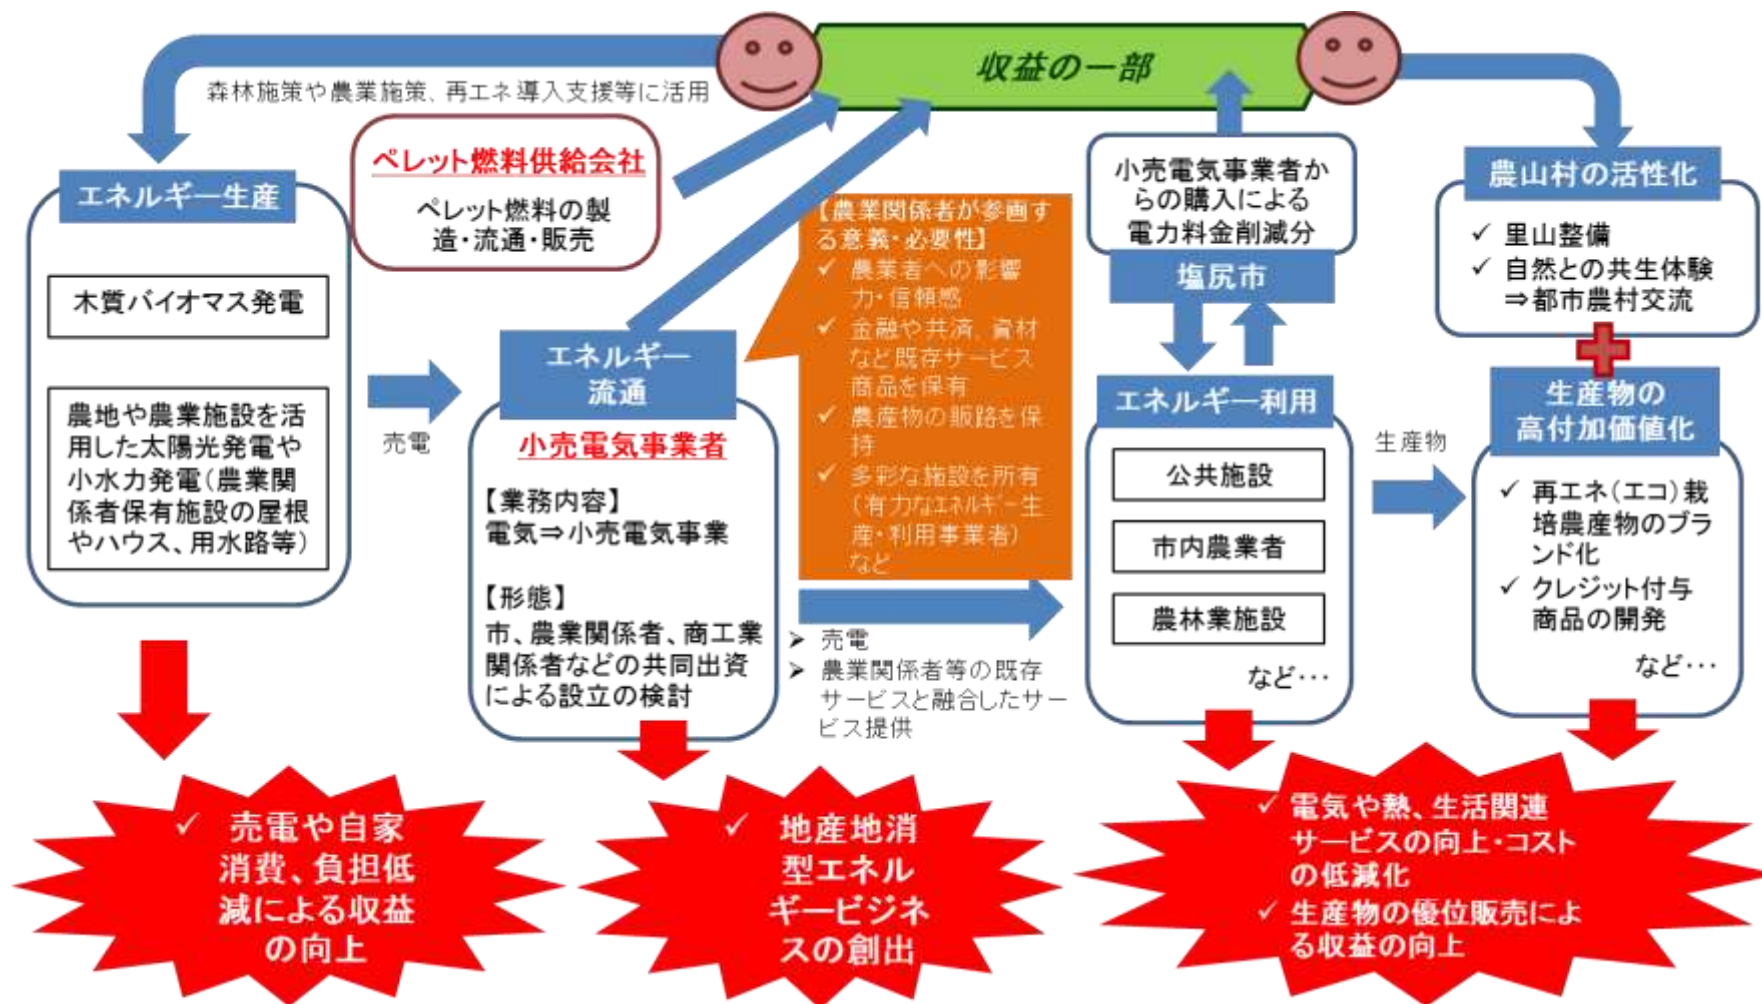 収益の一部
森林施策や農業施策、再エネ導入支援等に活用
エネルギー生産
木質バイオマス発電
農地や農業施設を活
用した太陽光発電や
小水力発電(農業関
係者保有施設の屋根
やハウス、用水路等)
ペレット燃料供給会社
ペレット燃料の製
造・流通・販売
売電
エネルギー
流通
小売電気事業者
【業務内容】
電気⇒小売電気事業
【形態】
市、農業関係者、商工業
関係者などの共同出資
による設立の検討
【農業関係者が参画す
る意義・必要性】
✓ 農業者への影響
力・信頼感
✓ 金融や共済、資材
など既存サービス
商品を保有
✓ 農産物の販路を保
持
✓ 多彩な施設を所有
(有力なエネルギー生
産・利用事業者)
など
➢ 売電
➢ 農業関係者等の既存
サービスと融合したサー
ビス提供
小売電気事業者か
らの購入による
電力料金削減分
塩尻市
エネルギー利用
公共施設
市内農業者
農林業施設
など…
生産物
農山村の活性化
✓ 里山整備
✓ 自然との共生体験
⇒都市農村交流
生産物の
高付加価値化
✓ 再エネ(エコ)栽
培農産物のブラ
ンド化
✓ クレジット付与
商品の開発
など…
✓ 売電や自家
消費、負担低
減による収益
の向上
✓ 地産地消
型エネル
ギービジネ
スの創出
✓ 電気や熱、生活関連
サービスの向上・コスト
の低減化
✓ 生産物の優位販売によ
る収益の向上